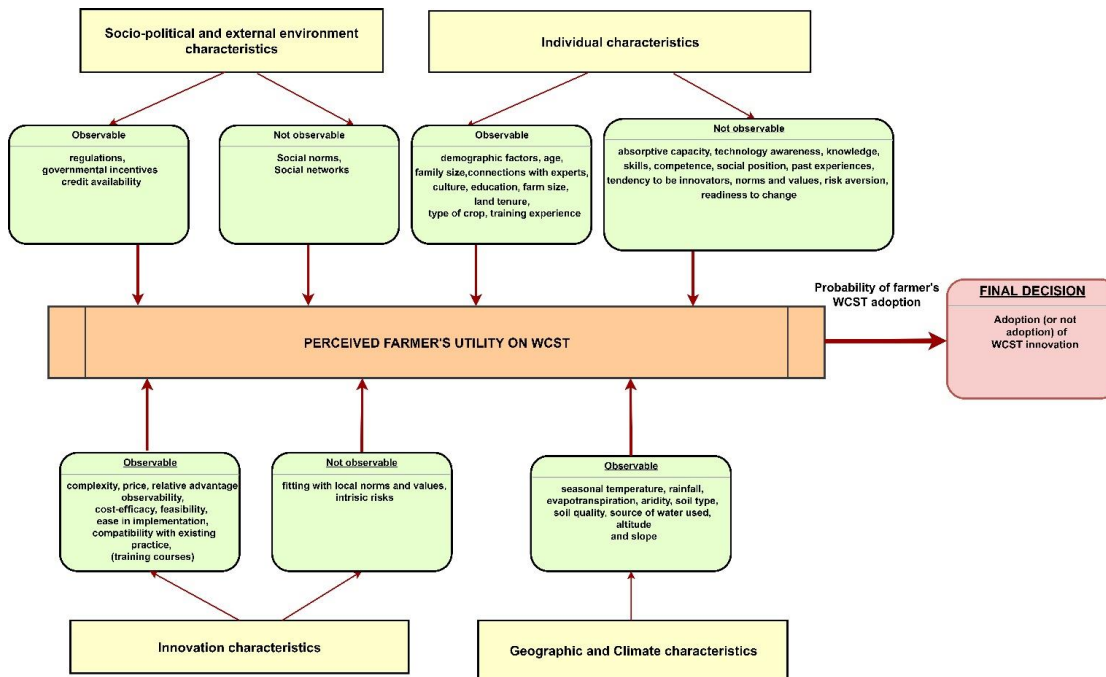 Socio-political and external environment
characteristics
Individual characteristics
Observable
regulations,
governmental incentives
credit availability
Not observable
Social norms,
Social networks
Observable
demographic factors, age,
family size,connections with experts,
culture, education, farm size,
land tenure,
type of crop, training experience
Not observable
absorptive capacity, technology awareness, knowledge,
skills, competence, social position, past experiences,
tendency to be innovators, norms and values, risk aversion,
readiness to change
PERCEIVED FARMER'S UTILITY ON WCST
Probability of farmer's
WCST adoption
FINAL DECISION
Adoption (or not
adoption) of
WCST innovation
Observable
complexity, price, relative advantage
observability,
cost-efficacy, feasibility,
ease in implementation,
compatibility with existing
practice,
(training courses)
Not observable
fitting with local norms and values,
intrisic risks
Observable
seasonal temperature, rainfall,
evapotranspiration, aridity, soil type,
soil quality, source of water used,
altitude
and slope
Innovation characteristics
Geographic and Climate characteristics